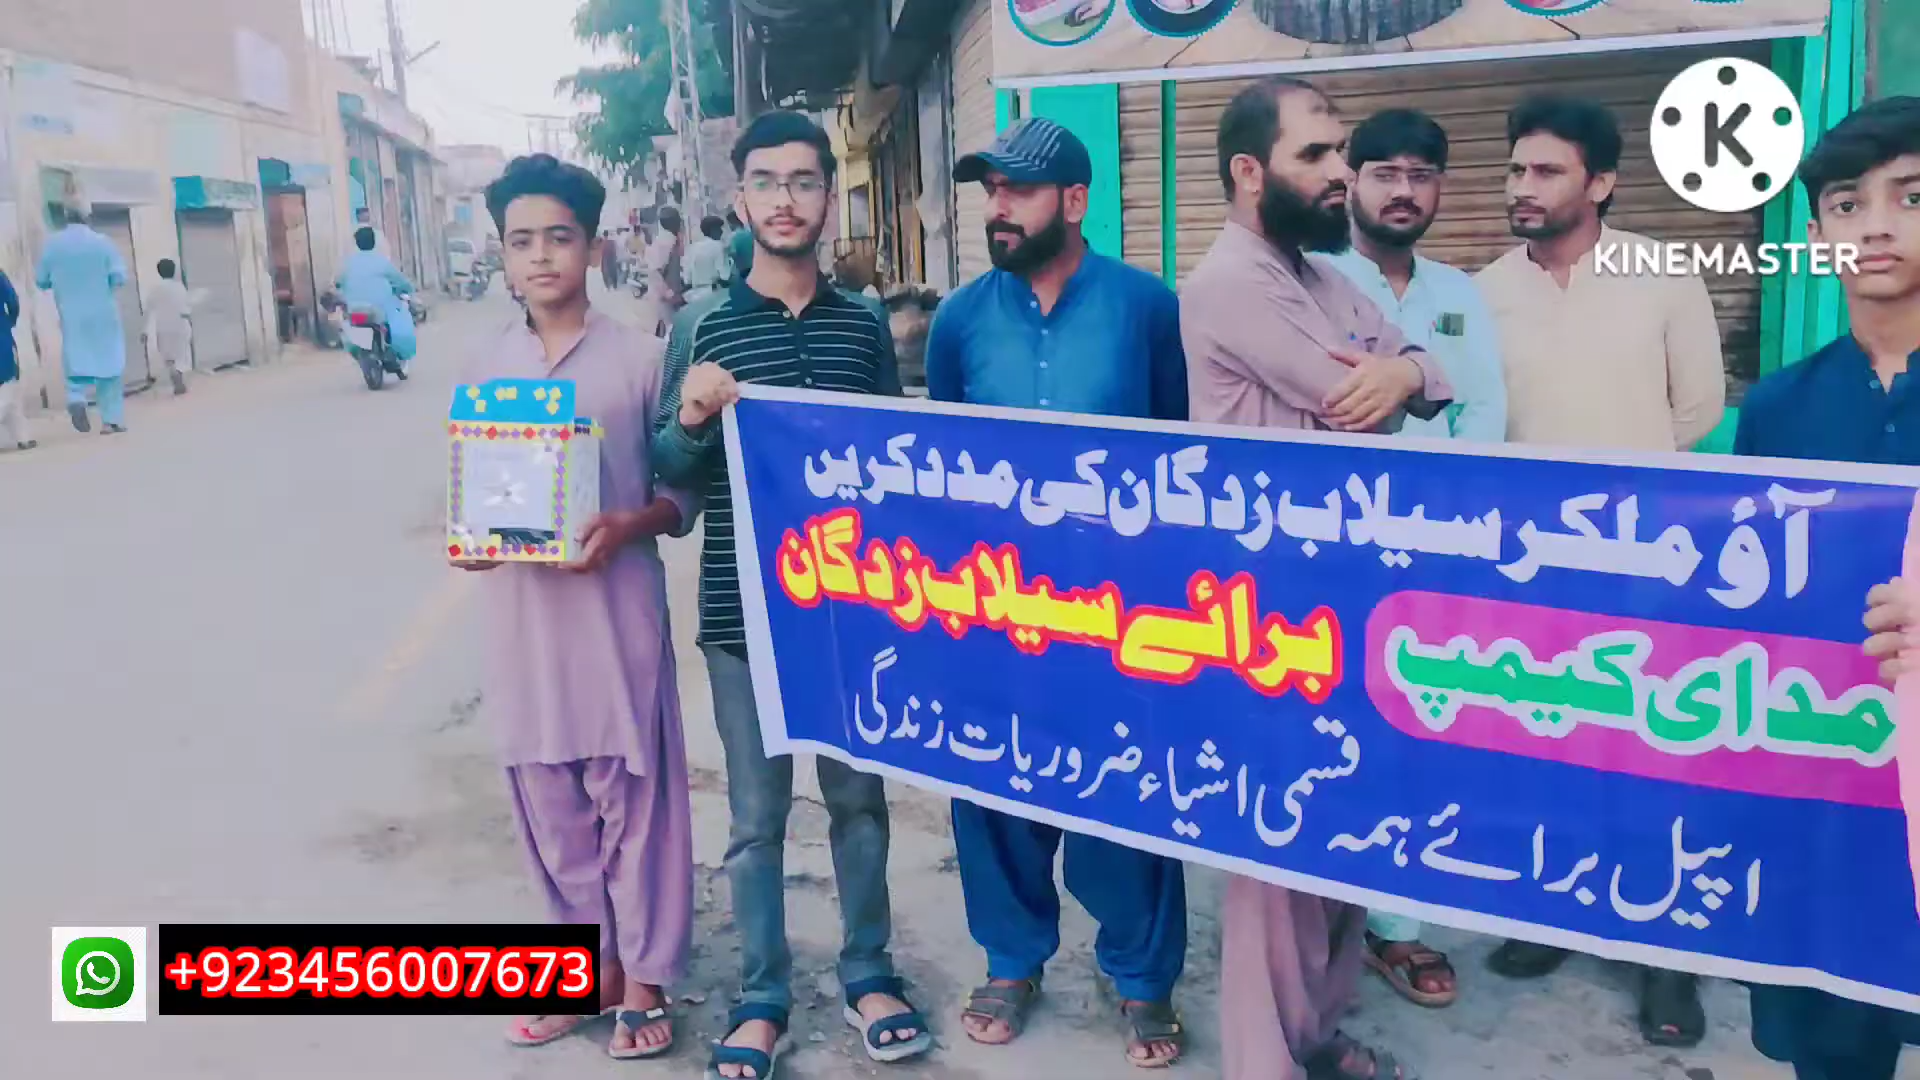 آؤ ملکر سیلاب زدگان کی مدد کریں
مدای کیمپ برائے سیلاب زدگان
اپیل برائے ہمہ قسمی اشیاء ضروریات زندگی
K
KINEMASTER
+923456007673